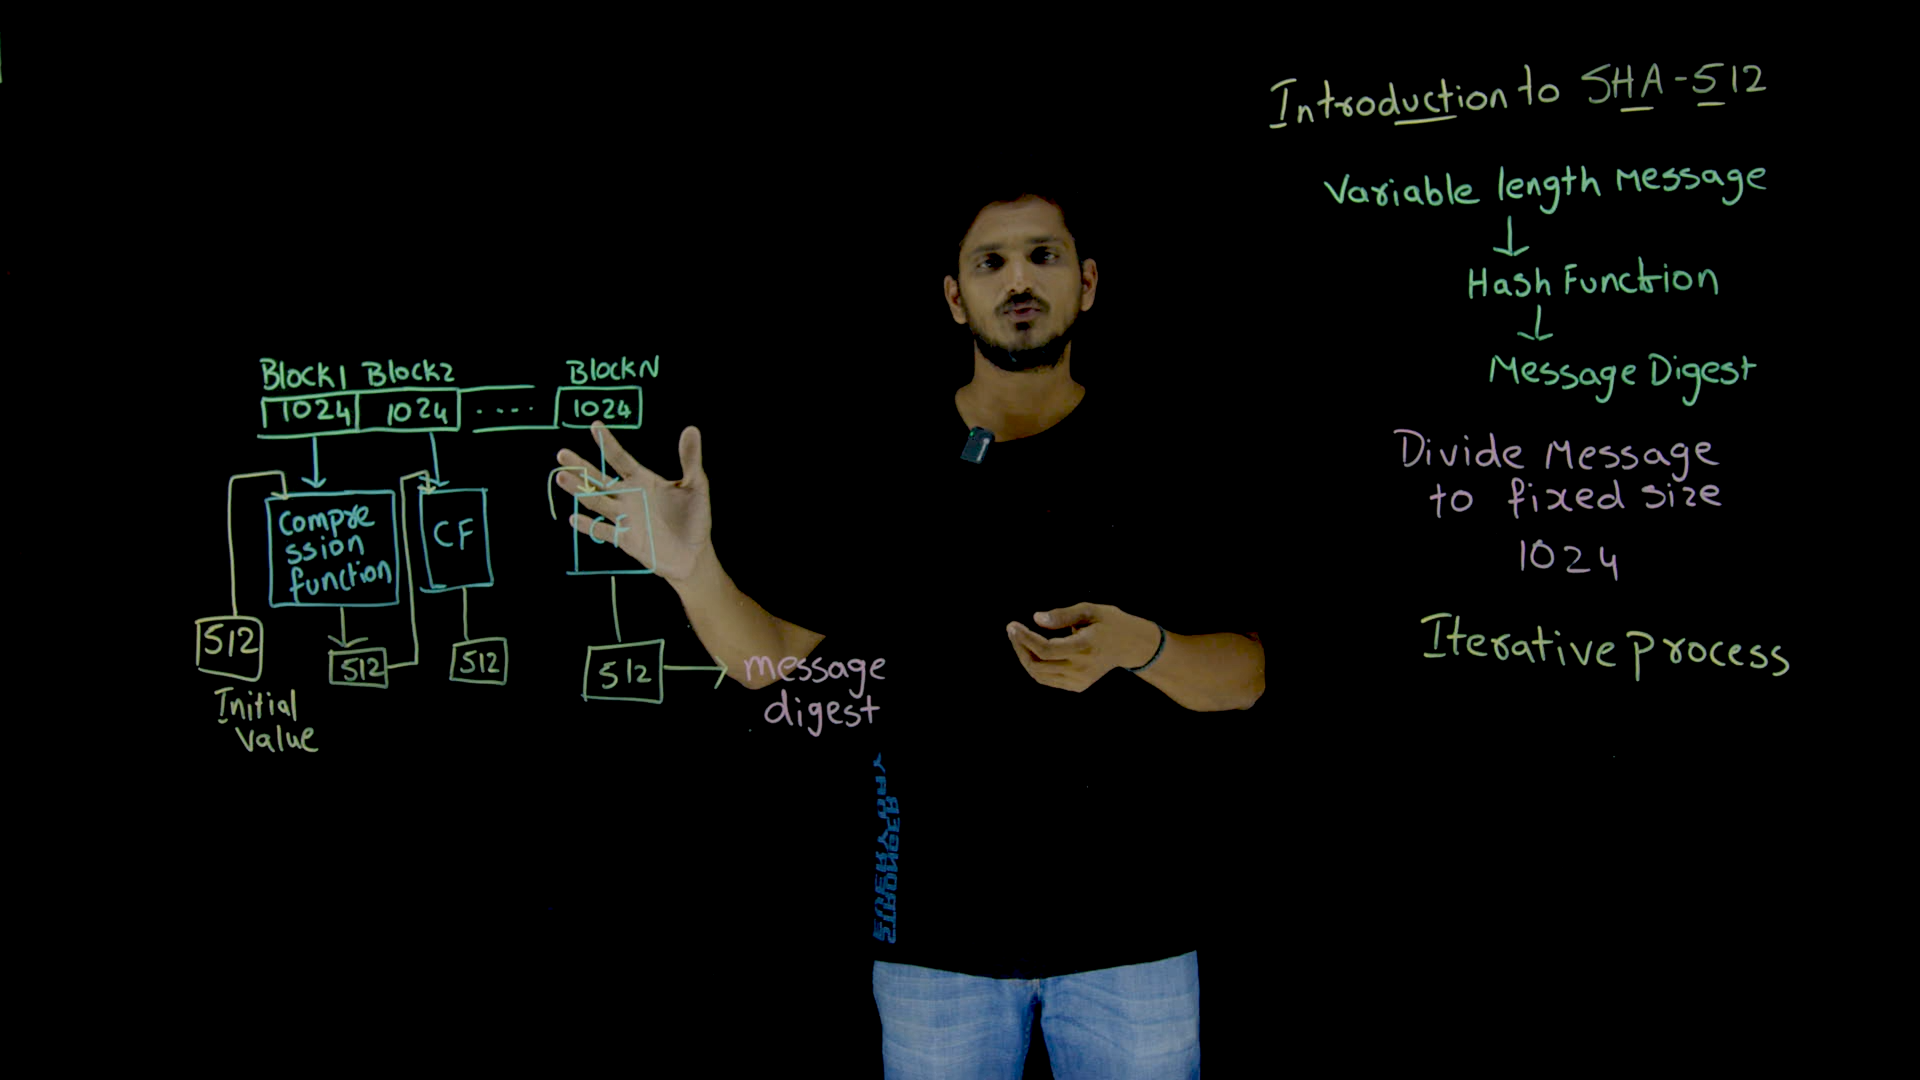 Introduction to SHA-512
Variable length Message
Hash Function
Message Digest
Divide Message
to fixed size
1024
Iterative process
Block1 Block2 BlockN
1024 1024 .... 1024
Compre
ssion
function
CF
CF
512
512
512
512
Initial
Value
message
digest